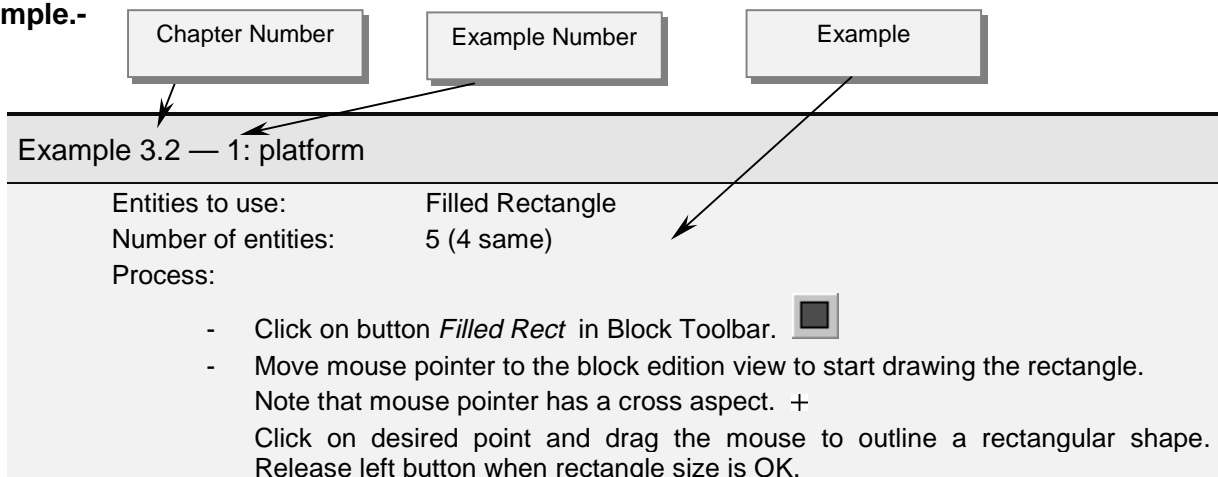 mple.-
Chapter Number
Example Number
Example
Example 3.2 — 1: platform
Entities to use: Filled Rectangle
Number of entities: 5 (4 same)
Process:
- Click on button Filled Rect in Block Toolbar.
- Move mouse pointer to the block edition view to start drawing the rectangle.
Note that mouse pointer has a cross aspect.
Click on desired point and drag the mouse to outline a rectangular shape.
Release left button when rectangle size is OK.